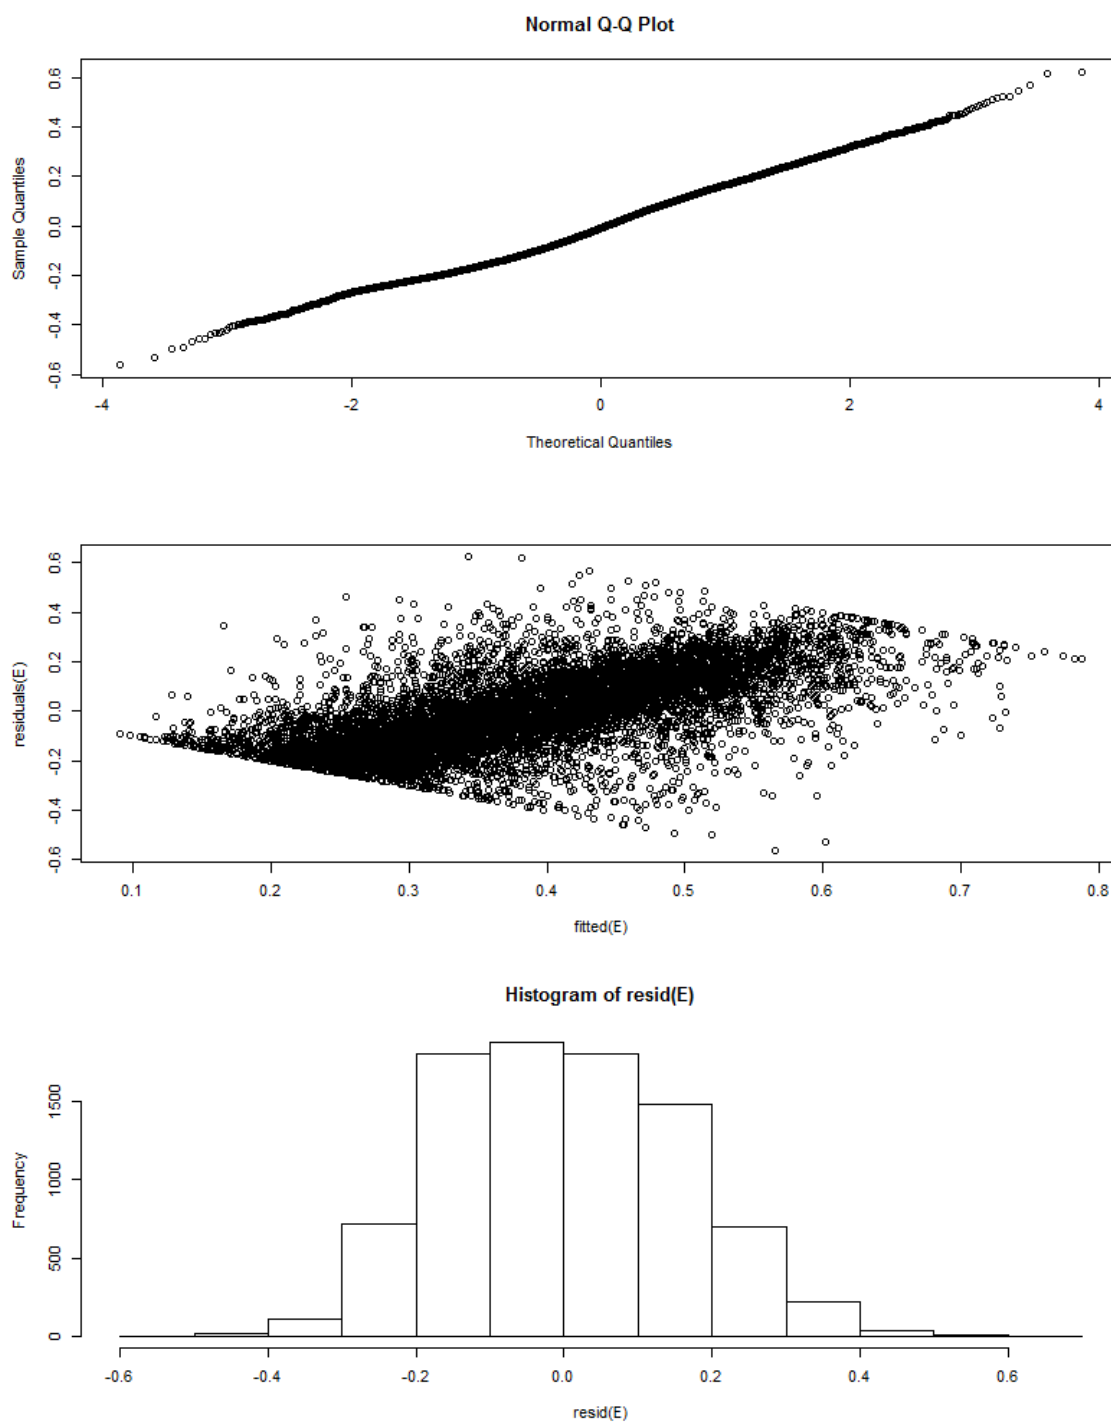 Normal Q-Q Plot
0.6
0.4
0.2
0.0
-0.2
-0.4
-0.6
Sample Quantiles
-4 -2 0 2 4
Theoretical Quantiles
0.6
0.4
0.2
0.0
-0.2
-0.4
-0.6
residuals(E)
0.1 0.2 0.3 0.4 0.5 0.6 0.7 0.8
fitted(E)
Histogram of resid(E)
1500
1000
500
0
Frequency
-0.6 -0.4 -0.2 0.0 0.2 0.4 0.6
resid(E)